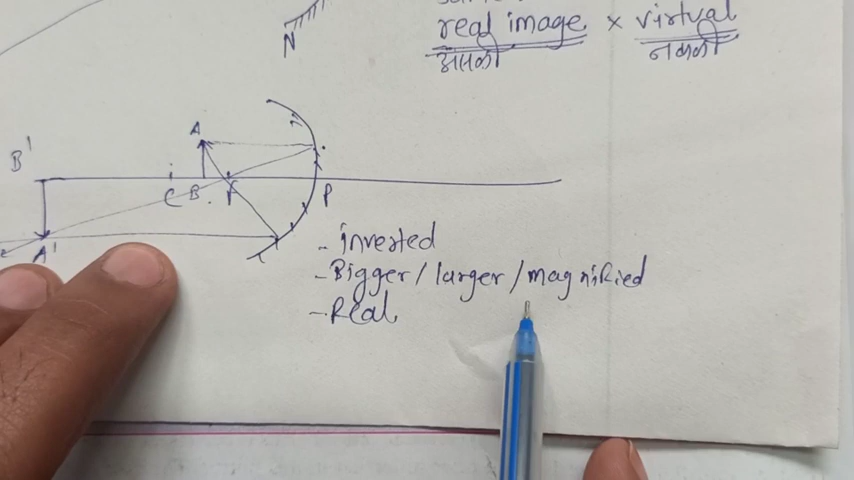 real image × virtual
असली नकली
N
A
B'
C B. F P
A'
- inverted
- Bigger / larger / magnified
- Real